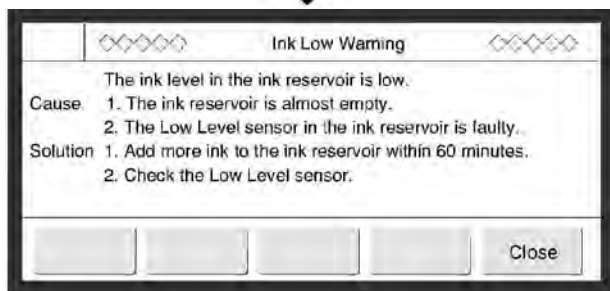 Ink Low Warning
The ink level in the ink reservoir is low.
Cause 1. The ink reservoir is almost empty.
2. The Low Level sensor in the ink reservoir is faulty.
Solution 1. Add more ink to the ink reservoir within 60 minutes.
2. Check the Low Level sensor.
Close